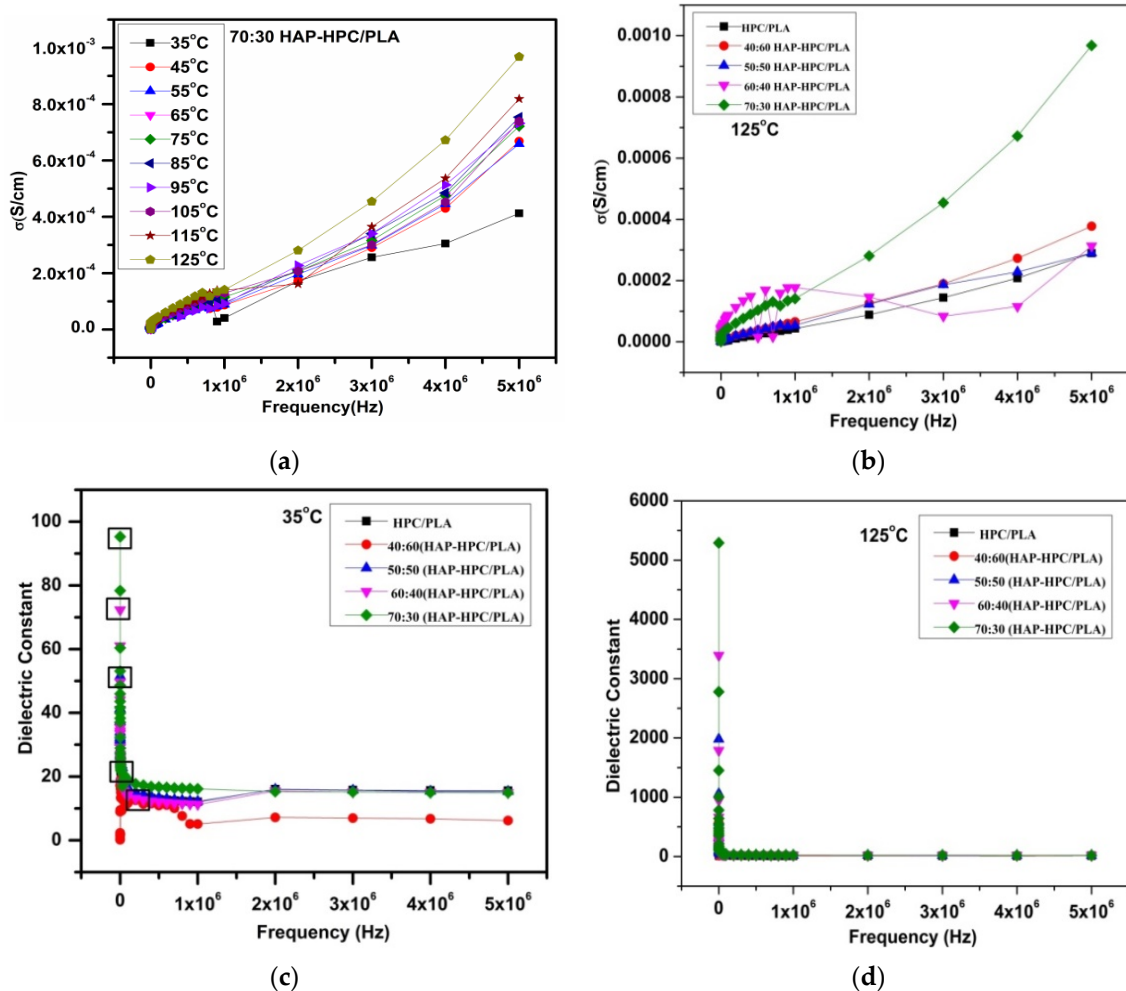 70:30 HAP-HPC/PLA
35°C
45°C
55°C
65°C
75°C
85°C
95°C
105°C
115°C
125°C
1.0x10⁻³
8.0x10⁻⁴
6.0x10⁻⁴
4.0x10⁻⁴
2.0x10⁻⁴
0.0
σ(S/cm)
0 1x10⁶ 2x10⁶ 3x10⁶ 4x10⁶ 5x10⁶
Frequency(Hz)
(a)
HPC/PLA
40:60 HAP-HPC/PLA
50:50 HAP-HPC/PLA
60:40 HAP-HPC/PLA
70:30 HAP-HPC/PLA
125°C
0.0010
0.0008
0.0006
0.0004
0.0002
0.0000
σ(S/cm)
0 1x10⁶ 2x10⁶ 3x10⁶ 4x10⁶ 5x10⁶
Frequency (Hz)
(b)
35°C
HPC/PLA
40:60(HAP-HPC/PLA)
50:50 (HAP-HPC/PLA)
60:40(HAP-HPC/PLA)
70:30 (HAP-HPC/PLA)
100
80
60
40
20
0
Dielectric Constant
0 1x10⁶ 2x10⁶ 3x10⁶ 4x10⁶ 5x10⁶
Frequency (Hz)
(c)
125°C
HPC/PLA
40:60(HAP-HPC/PLA)
50:50 (HAP-HPC/PLA)
60:40(HAP-HPC/PLA)
70:30 (HAP-HPC/PLA)
6000
5000
4000
3000
2000
1000
0
Dielectric Constant
0 1x10⁶ 2x10⁶ 3x10⁶ 4x10⁶ 5x10⁶
Frequency (Hz)
(d)